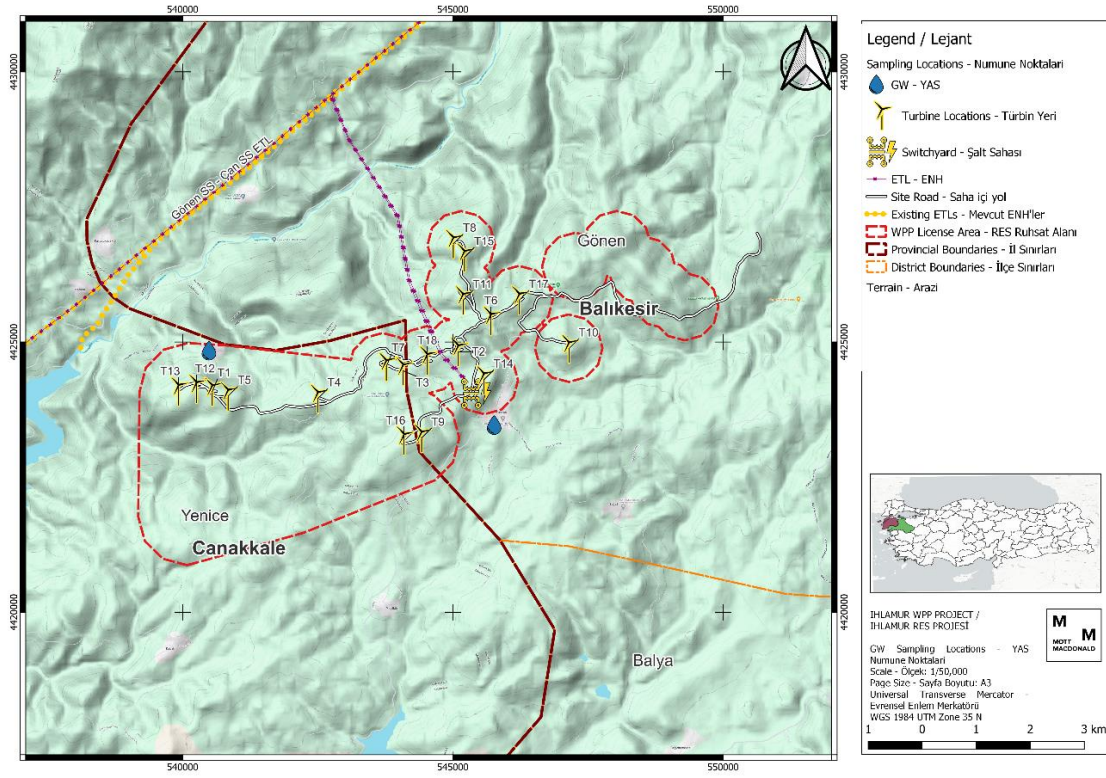 540000
545000
550000
4430000
4430000
Gönen SS - Çan SS ETL
T8
T15
Gönen
T11
T17
T6
Balıkesir
4425000
4425000
T18
T2
T10
T7
T3
T14
T13
T12
T1
T5
T4
T16
T9
Yenice
Canakkale
4420000
4420000
Balya
540000
545000
550000
Legend / Lejant
Sampling Locations - Numune Noktaları
GW - YAS
Turbine Locations - Türbin Yeri
Switchyard - Şalt Sahası
ETL - ENH
Site Road - Saha içi yol
Existing ETLs - Mevcut ENH'ler
WPP License Area - RES Ruhsat Alanı
Provincial Boundaries - İl Sınırları
District Boundaries - İlçe Sınırları
Terrain - Arazi
IHLAMUR WPP PROJECT /
IHLAMUR RES PROJESİ
M
M
MOTT
MACDONALD
GW Sampling Locations - YAS
Numune Noktaları
Scale - Ölçek: 1/50,000
Page Size - Sayfa Boyutu: A3
Universal Transverse Mercator -
Evrensel Enlem Merkatörü
WGS 1984 UTM Zone 35 N
1 0 1 2 3 km